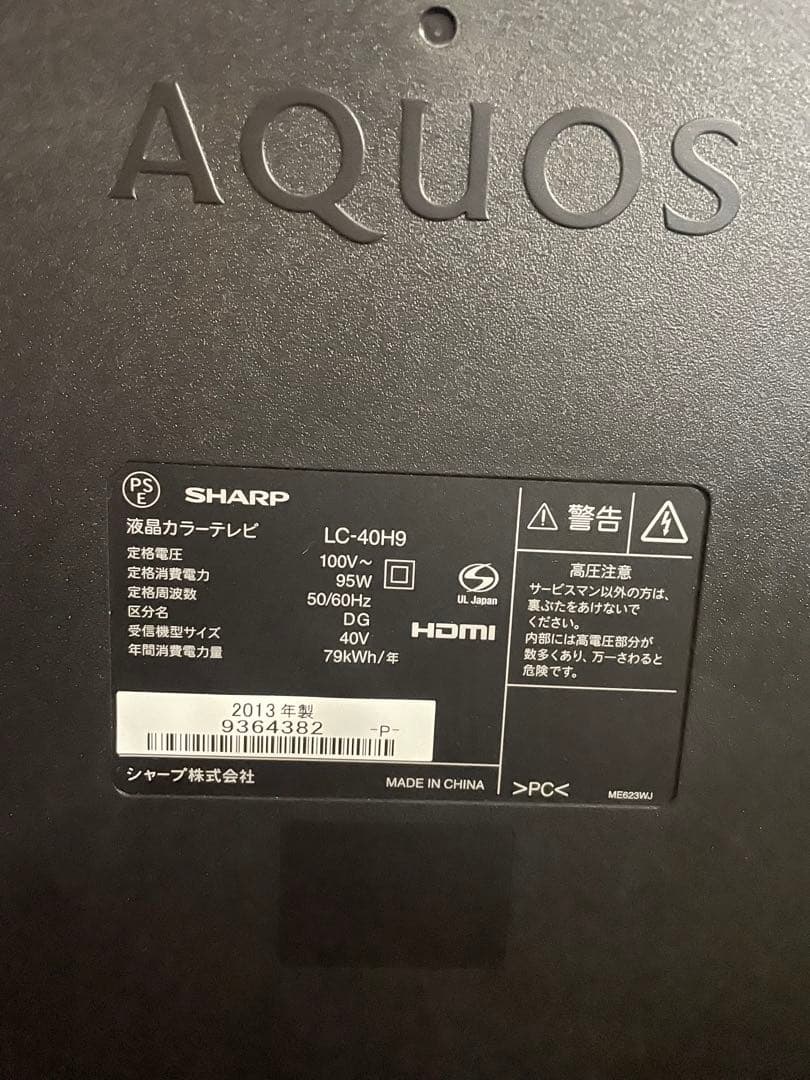 AQUOS
PS
E
SHARP
液晶カラーテレビ LC-40H9
定格電圧 100V～
定格消費電力 95W
定格周波数 50/60Hz
区分名 DG
受信機型サイズ 40V
年間消費電力量 79kWh/年
UL Japan
HDMI
2013年製
9364382 -P-
シャープ株式会社
MADE IN CHINA
警告
高圧注意
サービスマン以外の方は、
裏ぶたをあけないで
ください。
内部には高電圧部分が
数多くあり、万一さわると
危険です。
>PC<
ME623WJ